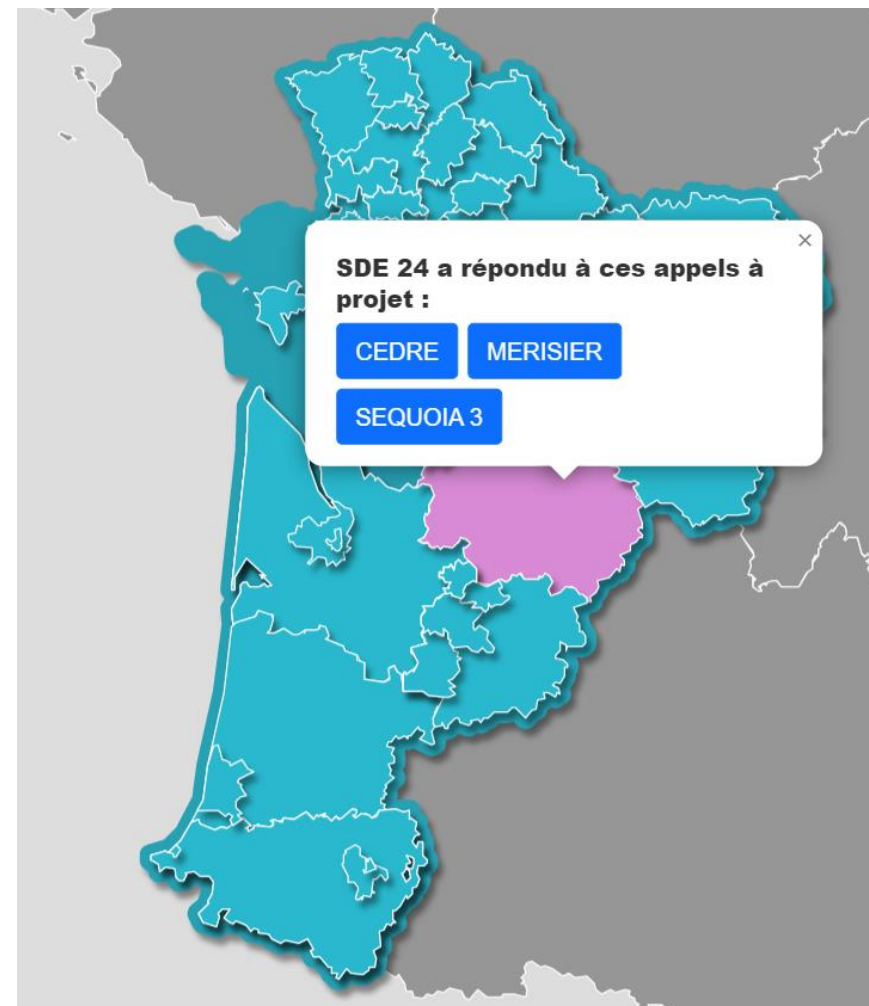 SDE 24 a répondu à ces appels à
projet :
CEDRE MERISIER
SEQUOIA 3